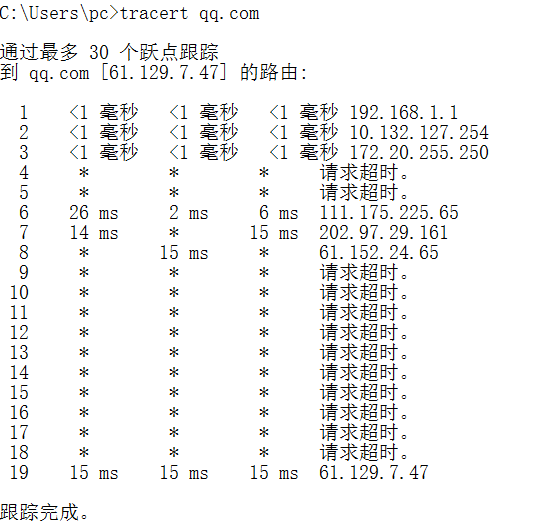 C:\Users\pc>tracert qq.com
通过最多 30 个跃点跟踪
到 qq.com [61.129.7.47] 的路由:
1 <1 毫秒 <1 毫秒 <1 毫秒 192.168.1.1
2 <1 毫秒 <1 毫秒 <1 毫秒 10.132.127.254
3 <1 毫秒 <1 毫秒 <1 毫秒 172.20.255.250
4 * * * 请求超时。
5 * * * 请求超时。
6 26 ms 2 ms 6 ms 111.175.225.65
7 14 ms * 15 ms 202.97.29.161
8 * 15 ms * 61.152.24.65
9 * * * 请求超时。
10 * * * 请求超时。
11 * * * 请求超时。
12 * * * 请求超时。
13 * * * 请求超时。
14 * * * 请求超时。
15 * * * 请求超时。
16 * * * 请求超时。
17 * * * 请求超时。
18 * * * 请求超时。
19 15 ms 15 ms 15 ms 61.129.7.47
跟踪完成。